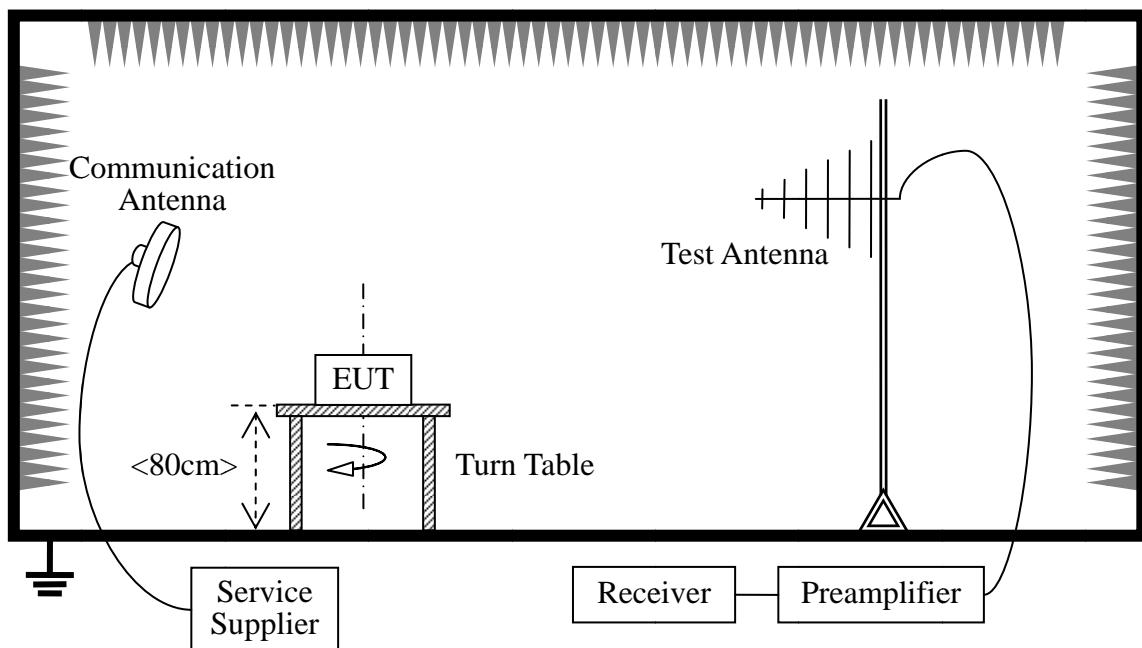 Communication
Antenna
Test Antenna
EUT
<80cm>
Turn Table
Service
Supplier
Receiver
Preamplifier